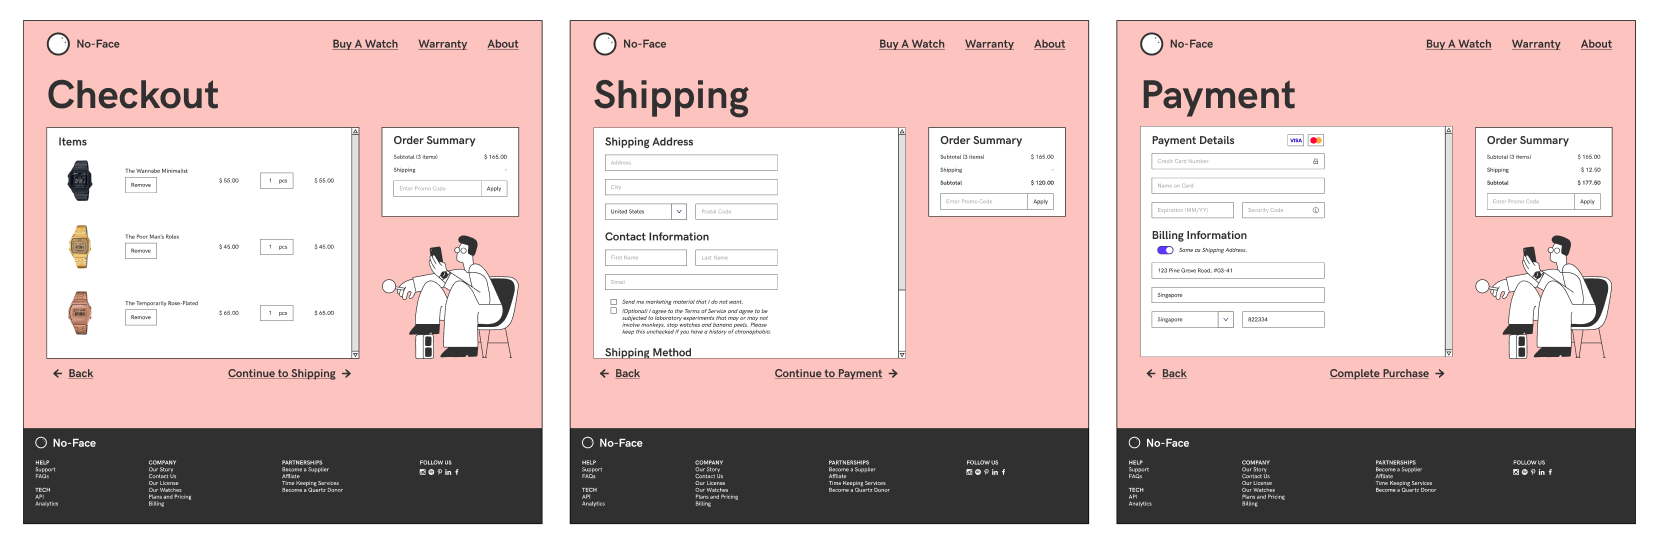 No-Face
Buy A Watch Warranty About
Checkout
Items
The Wannabe Minimalist
Remove
$ 55.00
1 pcs
$ 55.00
The Poor Man's Rolex
Remove
$ 45.00
1 pcs
$ 45.00
The Temporarily Rose-Plated
Remove
$ 65.00
1 pcs
$ 65.00
Order Summary
Subtotal (3 items) $ 165.00
Shipping -
Enter Promo Code Apply
← Back
Continue to Shipping →
No-Face
HELP
Support
FAQs
TECH
API
Analytics
COMPANY
Our Story
Contact Us
Our License
Our Watches
Plans and Pricing
Billing
PARTNERSHIPS
Become a Supplier
Affliate
Time Keeping Services
Become a Quartz Donor
FOLLOW US
No-Face
Buy A Watch Warranty About
Shipping
Shipping Address
Address
City
United States
Postal Code
Contact Information
First Name Last Name
Email
Send me marketing material that I do not want.
(Optional) I agree to the Terms of Service and agree to be
subjected to laboratory experiments that may or may not
involve monkeys, stop watches and banana peels. Please
keep this unchecked if you have a history of chronophobia.
Shipping Method
Order Summary
Subtotal (3 items) $ 165.00
Shipping -
Subtotal $ 120.00
Enter Promo Code Apply
← Back
Continue to Payment →
No-Face
HELP
Support
FAQs
TECH
API
Analytics
COMPANY
Our Story
Contact Us
Our License
Our Watches
Plans and Pricing
Billing
PARTNERSHIPS
Become a Supplier
Affliate
Time Keeping Services
Become a Quartz Donor
FOLLOW US
No-Face
Buy A Watch Warranty About
Payment
Payment Details VISA
Credit Card Number
Name on Card
Expiration (MM/YY) Security Code
Billing Information
Same as Shipping Address.
123 Pine Grove Road, #03-41
Singapore
Singapore
822334
Order Summary
Subtotal (3 items) $ 165.00
Shipping $ 12.50
Subtotal $ 177.50
Enter Promo Code Apply
← Back
Complete Purchase →
No-Face
HELP
Support
FAQs
TECH
API
Analytics
COMPANY
Our Story
Contact Us
Our License
Our Watches
Plans and Pricing
Billing
PARTNERSHIPS
Become a Supplier
Affliate
Time Keeping Services
Become a Quartz Donor
FOLLOW US